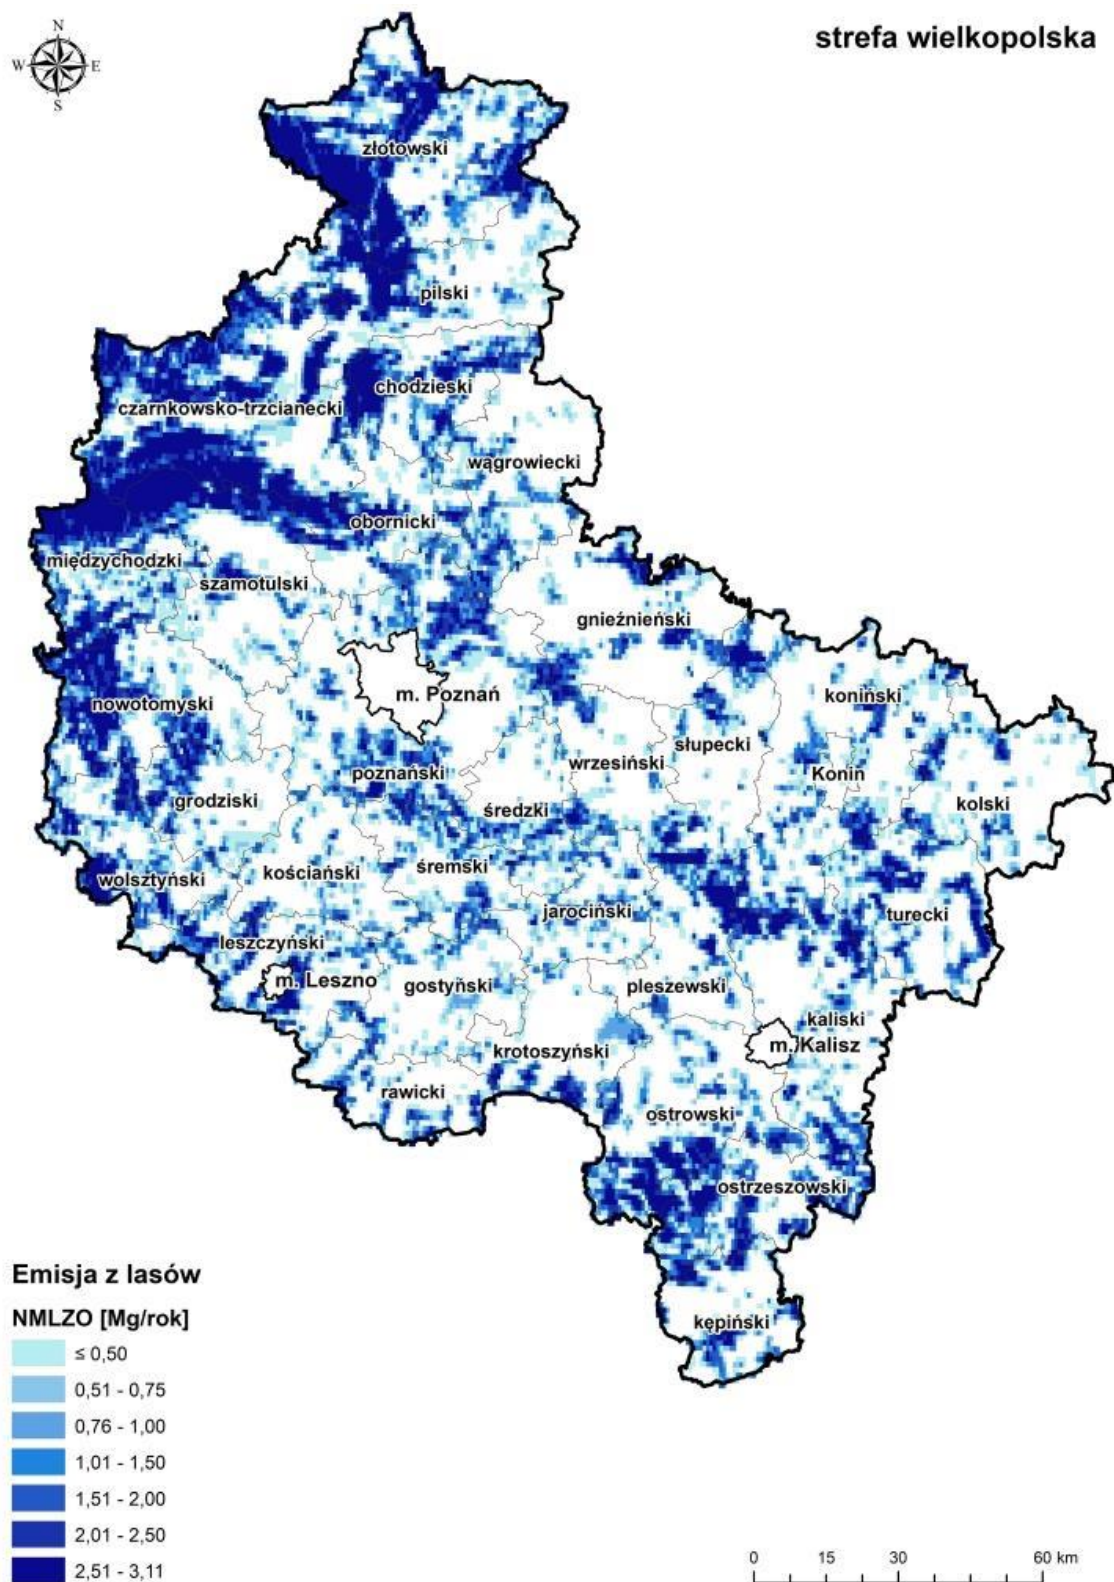 strefa wielkopolska
N
W E
S
złotowski
pilski
chodzieski
czarnkowsko-trzcianecki
wągrowiecki
obornicki
międzychodzki
szamotulski
gnieźnieński
m. Poznań
koniński
nowotomyski
słupecki
wrzesiński
poznański
Konin
grodziski
średzki
kolski
wolsztyński
kościański
śremski
jarociński
turecki
leszczyński
m. Leszno
gostyński
pleszewski
kaliski
m. Kalisz
krotoszyński
rawicki
ostrowski
ostrzeszowski
kępiński
Emisja z lasów
NMLZO [Mg/rok]
≤ 0,50
0,51 - 0,75
0,76 - 1,00
1,01 - 1,50
1,51 - 2,00
2,01 - 2,50
2,51 - 3,11
0 15 30 60 km